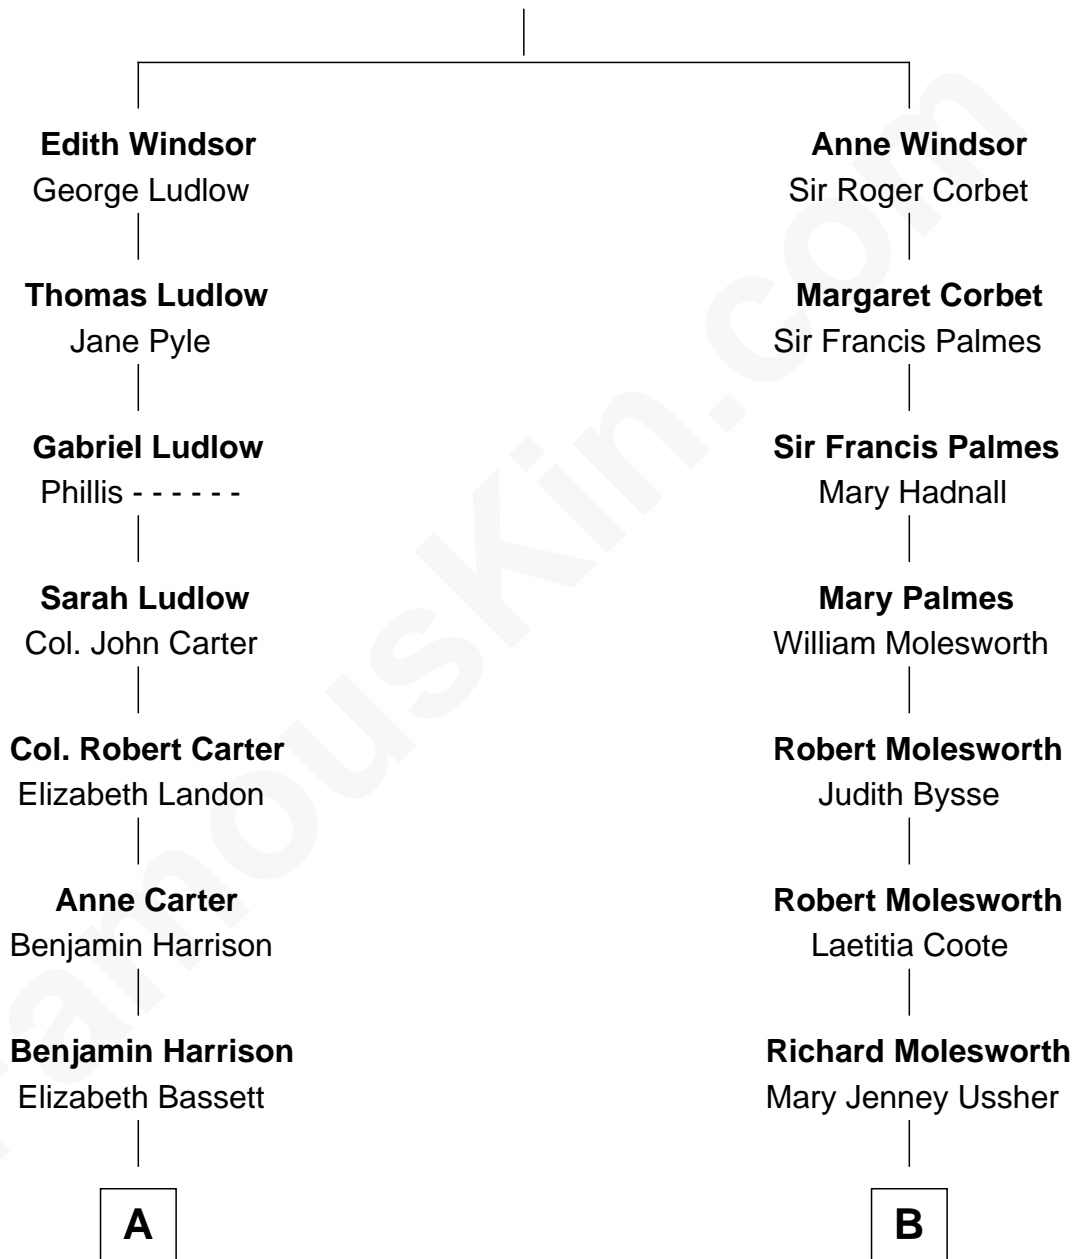 Edith Windsor
George Ludlow
Thomas Ludlow
Jane Pyle
Gabriel Ludlow
Phillis - - - - - -
Sarah Ludlow
Col. John Carter
Col. Robert Carter
Elizabeth Landon
Anne Carter
Benjamin Harrison
Benjamin Harrison
Elizabeth Bassett
A
Anne Windsor
Sir Roger Corbet
Margaret Corbet
Sir Francis Palmes
Sir Francis Palmes
Mary Hadnall
Mary Palmes
William Molesworth
Robert Molesworth
Judith Bysse
Robert Molesworth
Laetitia Coote
Richard Molesworth
Mary Jenney Ussher
B
FamousKin.com